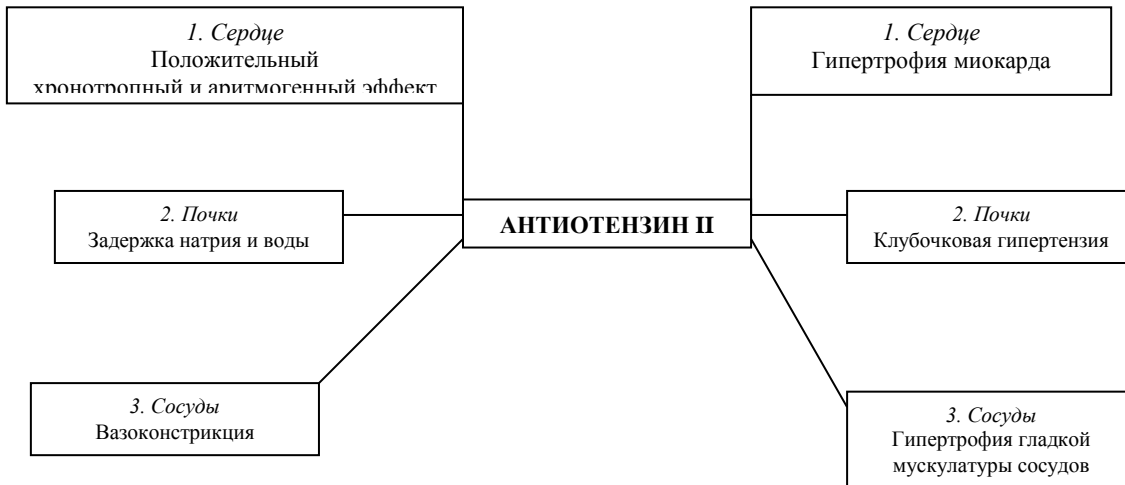 1. Сердце
Положительный
хронотропный и аритмогенный эффект
2. Почки
Задержка натрия и воды
3. Сосуды
Вазоконстрикция
АНТИОТЕНЗИН II
1. Сердце
Гипертрофия миокарда
2. Почки
Клубочковая гипертензия
3. Сосуды
Гипертрофия гладкой
мускулатуры сосудов